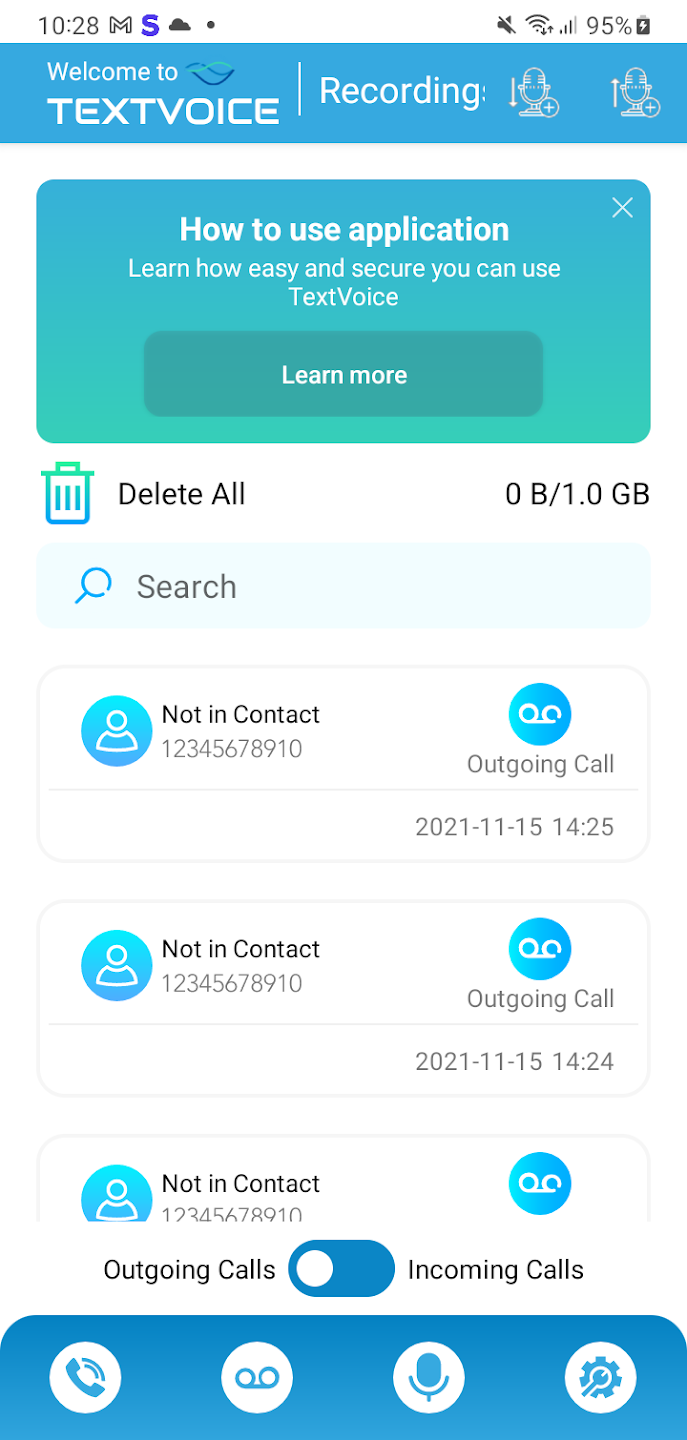 10:28 95%
Welcome to
TEXTVOICE
Recordings
How to use application
Learn how easy and secure you can use
TextVoice
Learn more
Delete All 0 B/1.0 GB
Search
Not in Contact
12345678910
Outgoing Call
2021-11-15 14:25
Not in Contact
12345678910
Outgoing Call
2021-11-15 14:24
Not in Contact
12345678910
Outgoing Calls Incoming Calls